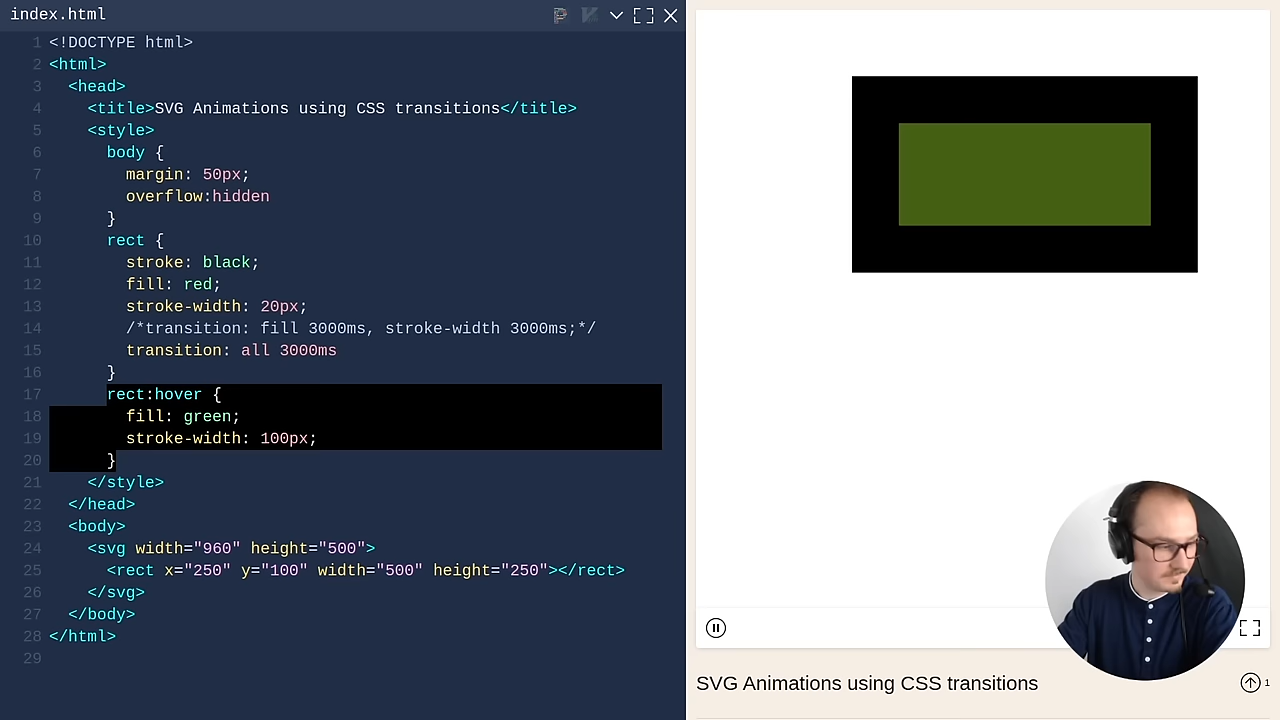 index.html
1 <!DOCTYPE html>
2 <html>
3   <head>
4     <title>SVG Animations using CSS transitions</title>
5     <style>
6       body {
7         margin: 50px;
8         overflow:hidden
9       }
10       rect {
11         stroke: black;
12         fill: red;
13         stroke-width: 20px;
14         /*transition: fill 3000ms, stroke-width 3000ms;*/
15         transition: all 3000ms
16       }
17       rect:hover {
18         fill: green;
19         stroke-width: 100px;
20       }
21     </style>
22   </head>
23   <body>
24     <svg width="960" height="500">
25       <rect x="250" y="100" width="500" height="250"></rect>
26     </svg>
27   </body>
28 </html>
29
SVG Animations using CSS transitions
1